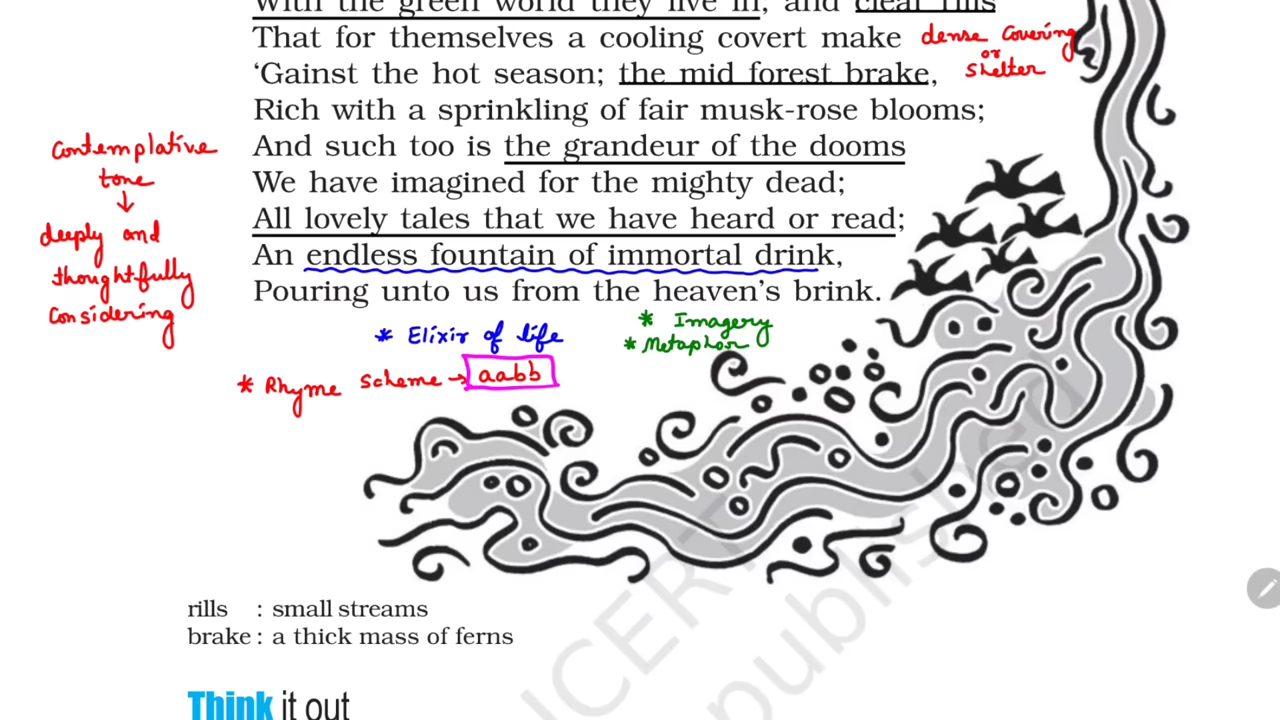 With the green world they live in; and clear rills
That for themselves a cooling covert make
dense covering
or
shelter
'Gainst the hot season; the mid forest brake,
Rich with a sprinkling of fair musk-rose blooms;
And such too is the grandeur of the dooms
We have imagined for the mighty dead;
All lovely tales that we have heard or read;
An endless fountain of immortal drink,
Pouring unto us from the heaven's brink.
contemplative
tone
↓
deeply and
thoughtfully
considering
* Elixir of life
* Imagery
* Metaphor
* Rhyme Scheme → aabb
rills : small streams
brake : a thick mass of ferns
Think it out